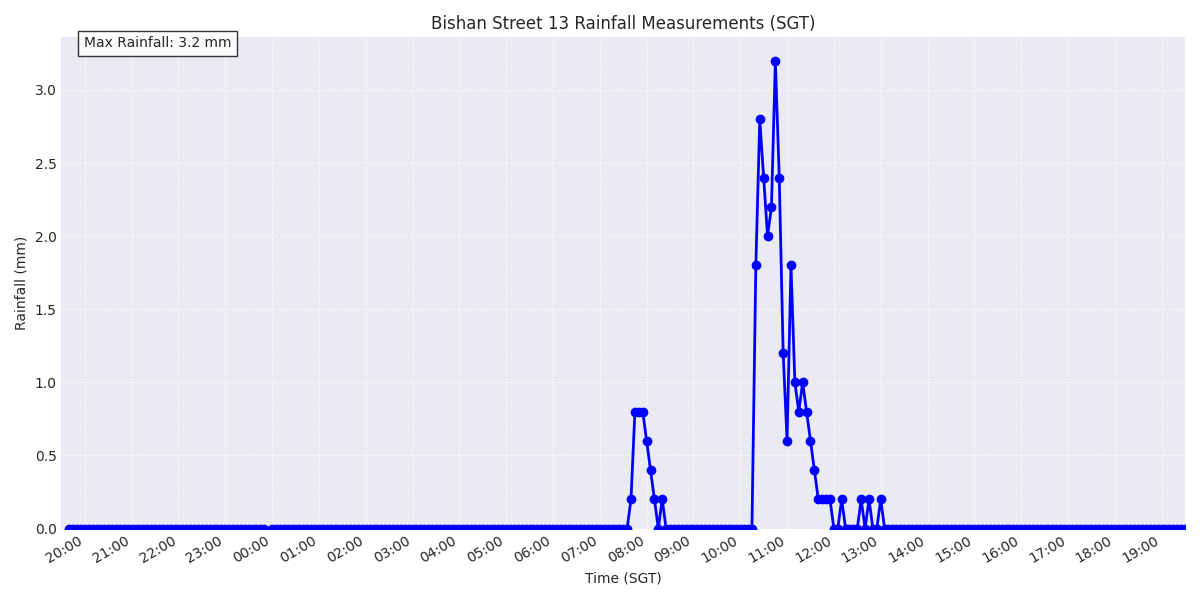 Bishan Street 13 Rainfall Measurements (SGT)
Max Rainfall: 3.2 mm
Rainfall (mm)
3.0
2.5
2.0
1.5
1.0
0.5
0.0
20:00 21:00 22:00 23:00 00:00 01:00 02:00 03:00 04:00 05:00 06:00 07:00 08:00 09:00 10:00 11:00 12:00 13:00 14:00 15:00 16:00 17:00 18:00 19:00
Time (SGT)